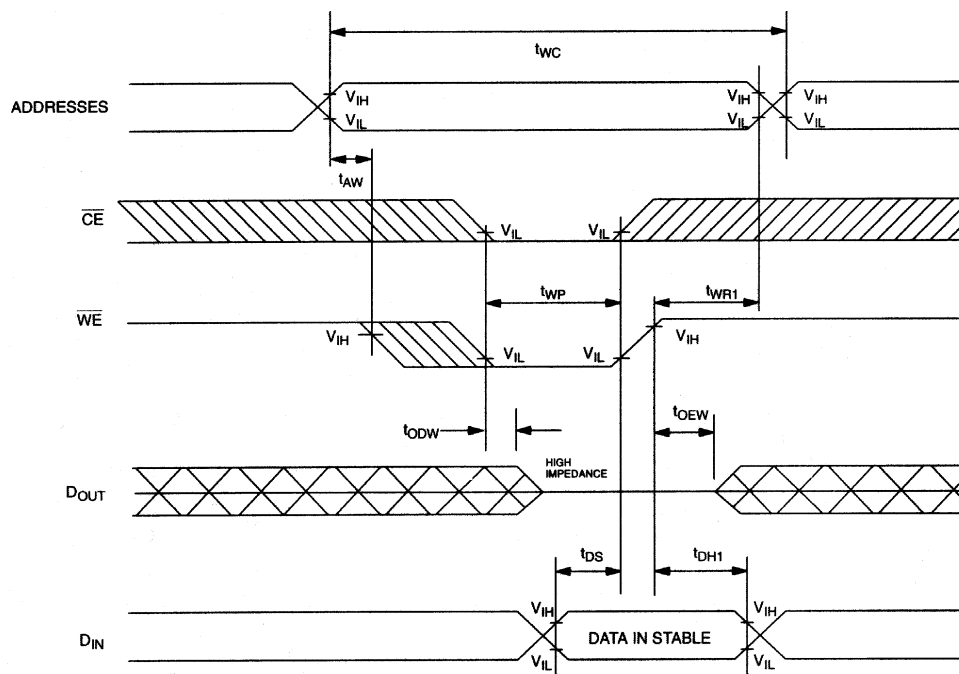 tWC
ADDRESSES
VIH
VIL
VIH
VIL
VIH
VIL
tAW
CE
VIL
VIL
tWP
tWR1
WE
VIH
VIL
VIL
VIH
tODW
tOEW
DOUT
HIGH
IMPEDANCE
tDS
tDH1
DIN
VIH
VIL
DATA IN STABLE
VIH
VIL